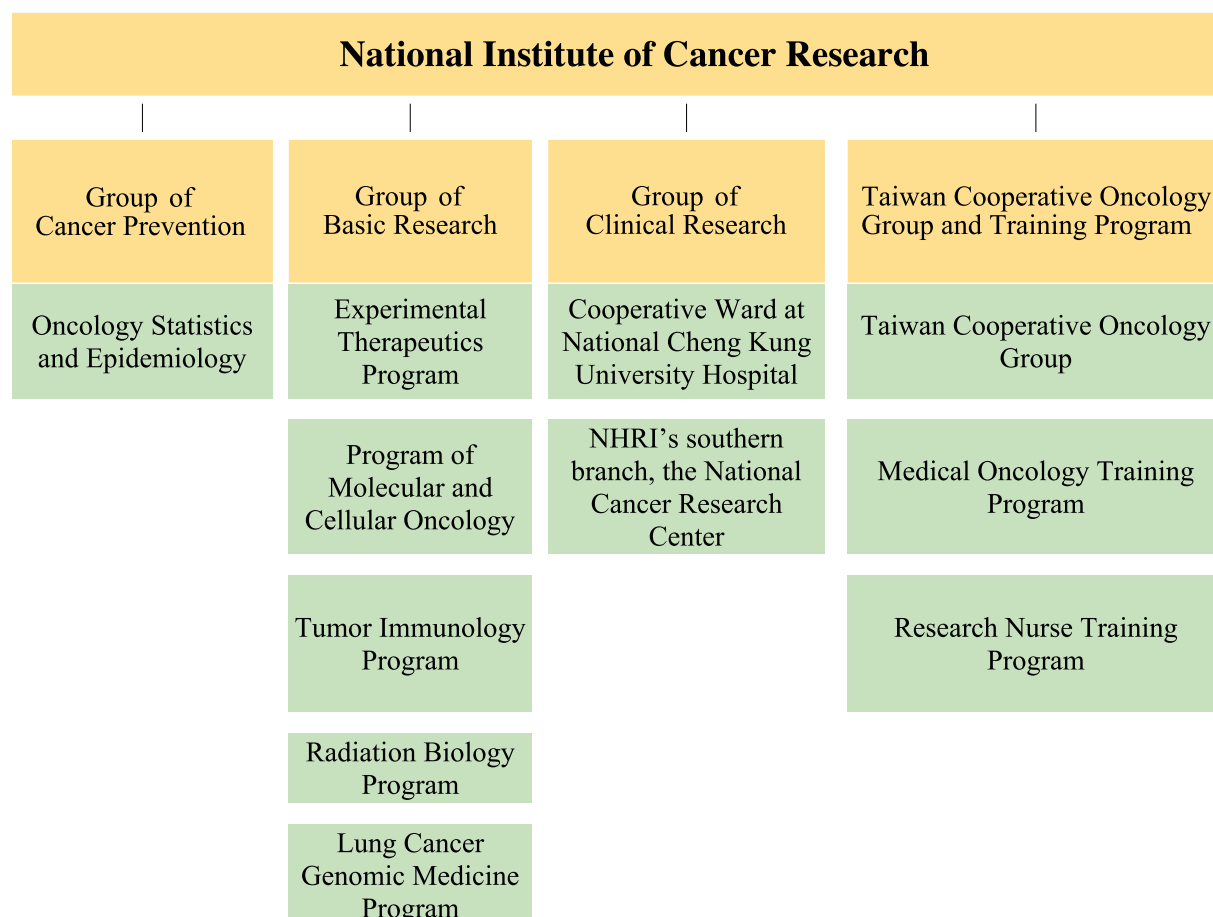 National Institute of Cancer Research
Group of
Cancer Prevention
Oncology Statistics
and Epidemiology
Group of
Basic Research
Experimental
Therapeutics
Program
Program of
Molecular and
Cellular Oncology
Tumor Immunology
Program
Radiation Biology
Program
Lung Cancer
Genomic Medicine
Program
Group of
Clinical Research
Cooperative Ward at
National Cheng Kung
University Hospital
NHRI’s southern
branch, the National
Cancer Research
Center
Taiwan Cooperative Oncology
Group and Training Program
Taiwan Cooperative Oncology
Group
Medical Oncology Training
Program
Research Nurse Training
Program